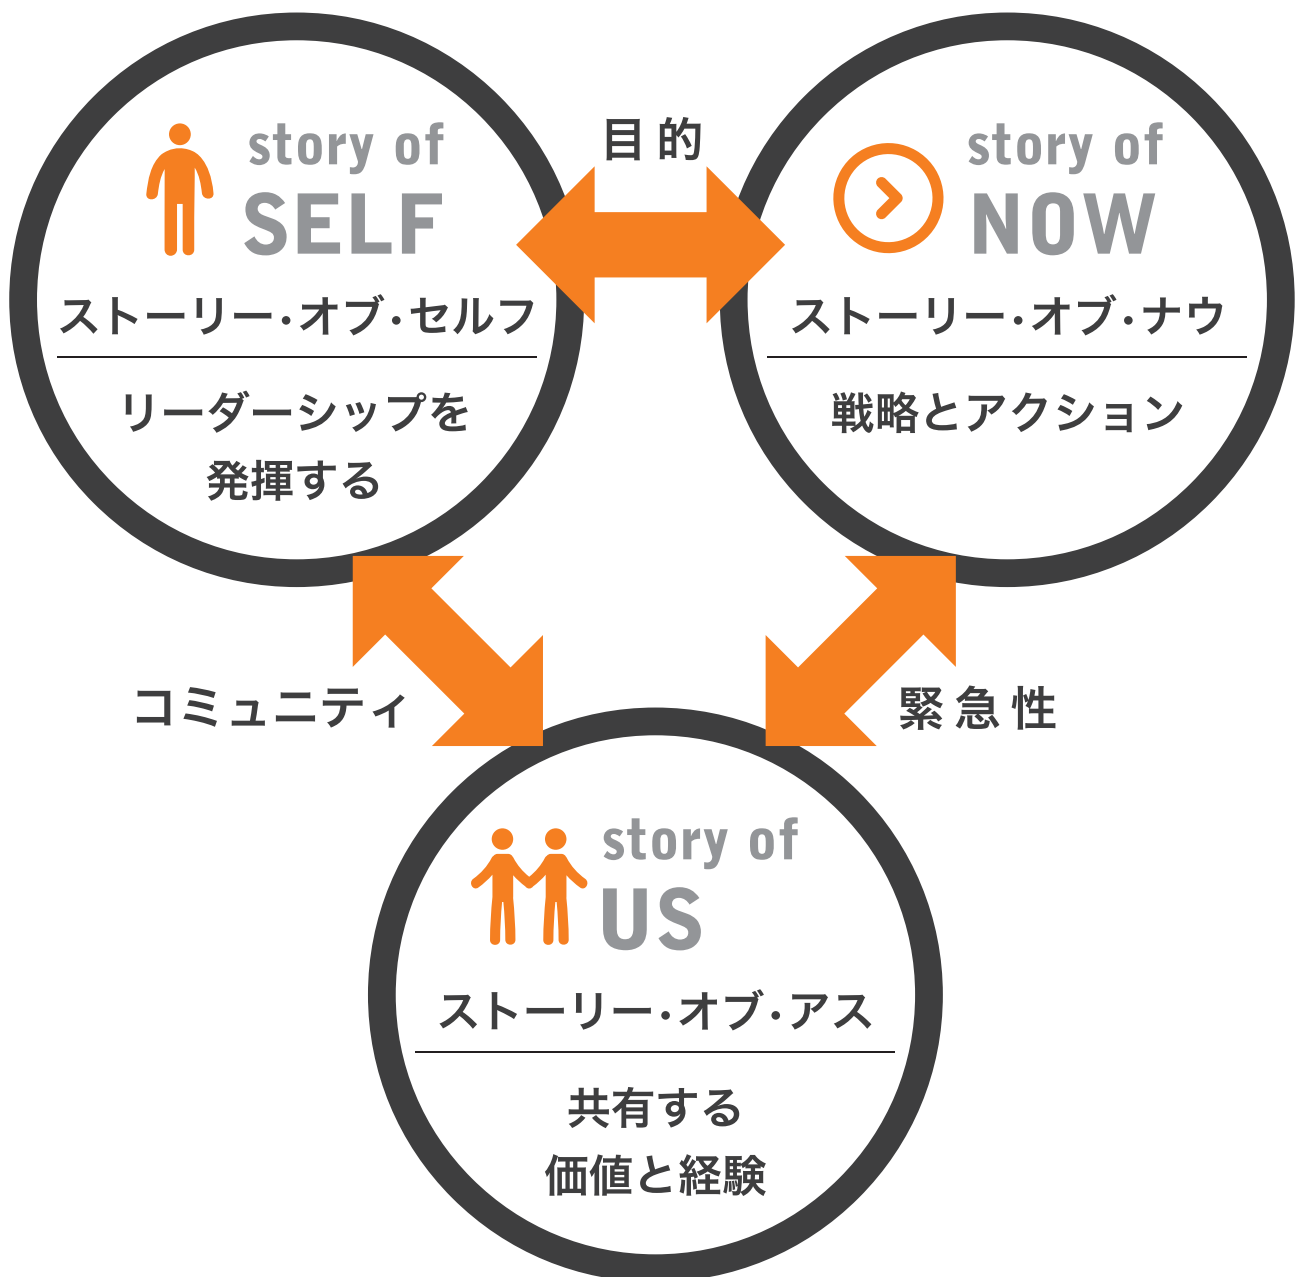 story of
SELF
ストーリー・オブ・セルフ
リーダーシップを
発揮する
目的
story of
NOW
ストーリー・オブ・ナウ
戦略とアクション
コミュニティ
緊急性
story of
US
ストーリー・オブ・アス
共有する
価値と経験